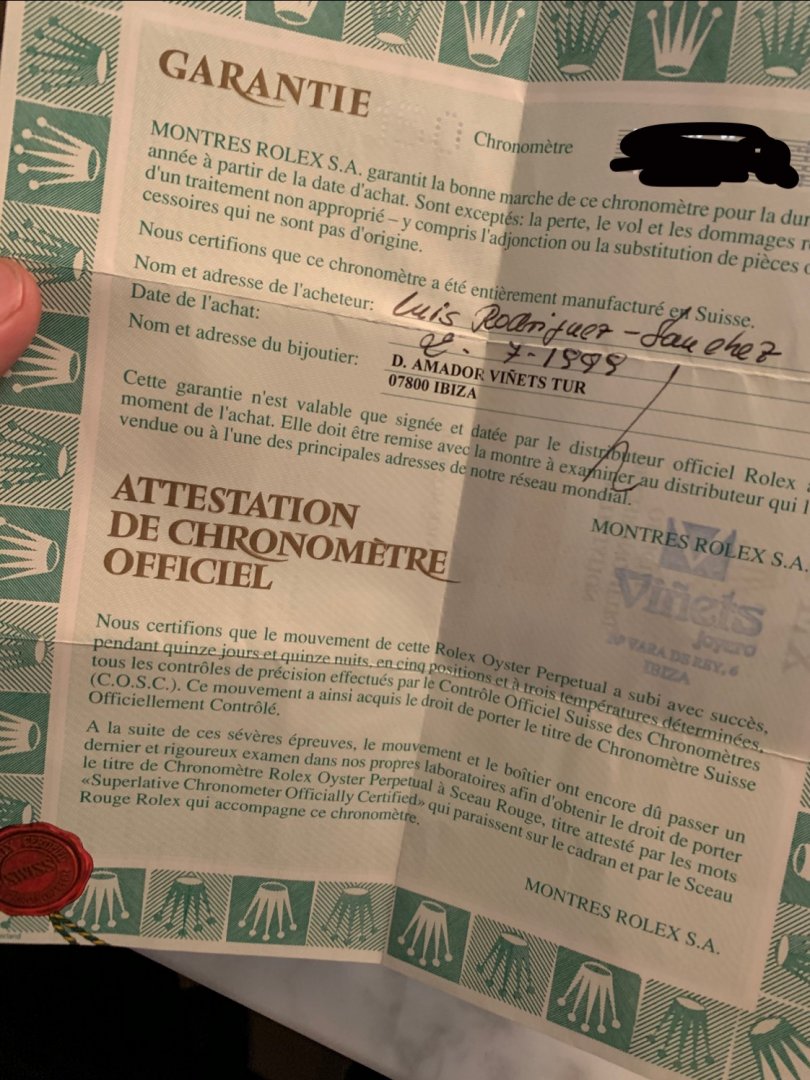 GARANTIE
Chronomètre
MONTRES ROLEX S.A. garantit la bonne marche de ce chronomètre pour la
année à partir de la date d'achat. Sont exceptés: la perte, le vol et les dommages
d'un traitement non approprié – y compris l'adjonction ou la substitution de pièces
cessoires qui ne sont pas d'origine.
Nous certifions que ce chronomètre a été entièrement manufacturé en Suisse.
Nom et adresse de l'acheteur: Luis Rodriguez - Sanchez
Date de l'achat: 2 - 7 - 1999
Nom et adresse du bijoutier: D. AMADOR VIÑETS TUR
07800 IBIZA
Cette garantie n'est valable que signée et datée par le distributeur officiel Rolex
moment de l'achat. Elle doit être remise avec la montre à examiner au distributeur qui l'
vendue ou à l'une des principales adresses de notre réseau mondial.
MONTRES ROLEX S.A.
Viñets
joyero
Pº VARA DE REY, 6
IBIZA
ATTESTATION
DE CHRONOMÈTRE
OFFICIEL
Nous certifions que le mouvement de cette Rolex Oyster Perpetual a subi avec succès,
pendant quinze jours et quinze nuits, en cinq positions et à trois températures déterminées,
tous les contrôles de précision effectués par le Contrôle Officiel Suisse des Chronomètres
(C.O.S.C.). Ce mouvement a ainsi acquis le droit de porter le titre de Chronomètre Suisse
Officiellement Contrôlé.
A la suite de ces sévères épreuves, le mouvement et le boîtier ont encore dû passer un
dernier et rigoureux examen dans nos propres laboratoires afin d'obtenir le droit de porter
le titre de Chronomètre Rolex Oyster Perpetual à Sceau Rouge, titre attesté par les mots
«Superlative Chronometer Officially Certified» qui paraissent sur le cadran et par le Sceau
Rouge Rolex qui accompagne ce chronomètre.
MONTRES ROLEX S.A.